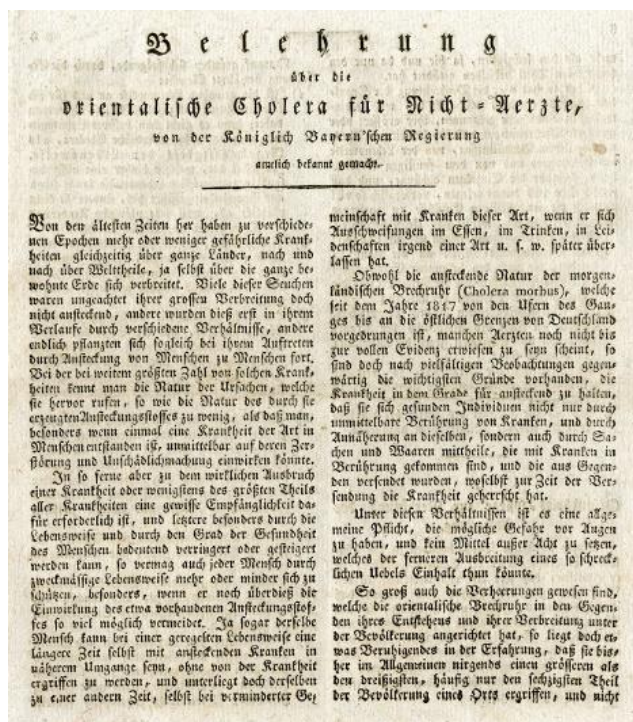 Belehrung
über die
orientalische Cholera für Nicht-Aerzte,
von der Königlich Bayern'schen Regierung
amtlich bekannt gemacht.
Von den ältesten Zeiten her haben zu verschiede-
nen Epochen mehr oder weniger gefährliche Krank-
heiten gleichzeitig über ganze Länder, nach und
nach über Welttheile, ja selbst über die ganze be-
wohnte Erde sich verbreitet. Viele dieser Seuchen
waren ungeachtet ihrer grossen Verbreitung doch
nicht ansteckend, andere wurden dieß erst in ihrem
Verlaufe durch verschiedene Verhältnisse, andere
endlich pflanzten sich sogleich bei ihrem Auftreten
durch Ansteckung von Menschen zu Menschen fort.
Bei der bei weitem größten Zahl von solchen Krank-
heiten kennt man die Natur der Ursachen, welche
sie hervor rufen, so wie die Natur des durch sie
erzeugten Ansteckungsstoffes zu wenig, als daß man,
besonders wenn einmal eine Krankheit der Art in
Menschen entstanden ist, unmittelbar auf deren Zer-
störung und Unschädlichmachung einwirken könnte.
In so ferne aber zu dem wirklichen Ausbruch
einer Krankheit oder wenigstens des größten Theils
aller Krankheiten eine gewisse Empfänglichkeit da-
für erforderlich ist, und letztere besonders durch die
Lebensweise und durch den Grad der Gesundheit
des Menschen bedeutend verringert oder gesteigert
werden kann, so vermag auch jeder Mensch durch
zweckmässige Lebensweise mehr oder minder sich zu
schützen, besonders, wenn er noch überdieß die
Einwirkung des etwa vorhandenen Ansteckungsstof-
fes so viel möglich vermeidet. Ja sogar derselbe
Mensch kann bei einer geregelten Lebensweise eine
längere Zeit selbst mit ansteckenden Kranken in
näherem Umgange seyn, ohne von der Krankheit
ergriffen zu werden, und unterliegt doch derselben
zu einer andern Zeit, selbst bei verminderter Ge-
meinschaft mit Kranken dieser Art, wenn er sich
Ausschweifungen im Essen, im Trinken, in Lei-
denschaften irgend einer Art u. s. w. später über-
lassen hat.
Obwohl die ansteckende Natur der morgen-
ländischen Brechruhr (Cholera morbus), welche
seit dem Jahre 1817 von den Ufern des Gan-
ges bis an die östlichen Grenzen von Deutschland
vorgedrungen ist, manchen Aerzten noch nicht bis
zur vollen Evidenz erwiesen zu seyn scheint, so
sind doch nach vielfältigen Beobachtungen gegen-
wärtig die wichtigsten Gründe vorhanden, die
Krankheit in dem Grade für ansteckend zu halten,
daß sie sich gesunden Individuen nicht nur durch
unmittelbare Berührung von Kranken, und durch
Annäherung an dieselben, sondern auch durch Sa-
chen und Waaren mittheile, die mit Kranken in
Berührung gekommen sind, und die aus Gegen-
den versendet wurden, woselbst zur Zeit der Ver-
sendung die Krankheit geherrscht hat.
Unter diesen Verhältnissen ist es eine allge-
meine Pflicht, die mögliche Gefahr vor Augen
zu haben, und kein Mittel außer Acht zu setzen,
welches der ferneren Ausbreitung eines so schreck-
lichen Uebels Einhalt thun könnte.
So groß auch die Verheerungen gewesen sind,
welche die orientalische Brechruhr in den Gegen-
den ihres Entstehens und ihrer Verbreitung unter
der Bevölkerung angerichtet hat, so liegt doch et-
was Beruhigendes in der Erfahrung, daß sie bis-
her im Allgemeinen nirgends einen grösseren als
den dreißigsten, häufig nur den sechzigsten Theil
der Bevölkerung eines Orts ergriffen, und nicht